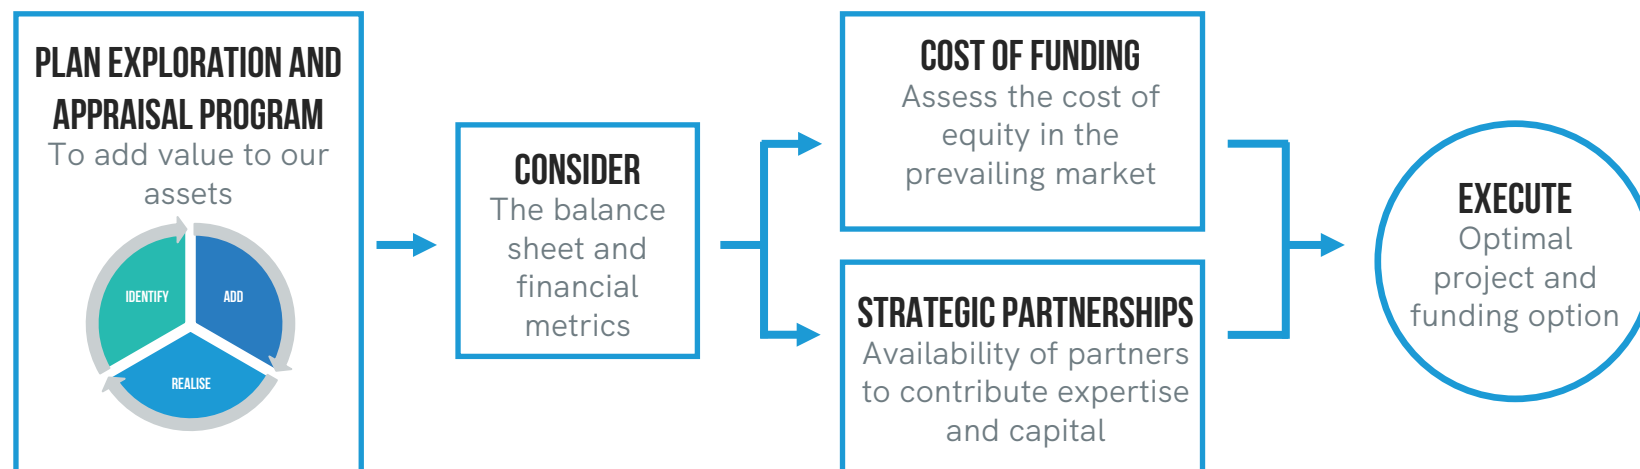 PLAN EXPLORATION AND
APPRAISAL PROGRAM
To add value to our
assets
IDENTIFY
ADD
REALISE
CONSIDER
The balance
sheet and
financial
metrics
COST OF FUNDING
Assess the cost of
equity in the
prevailing market
STRATEGIC PARTNERSHIPS
Availability of partners
to contribute expertise
and capital
EXECUTE
Optimal
project and
funding option